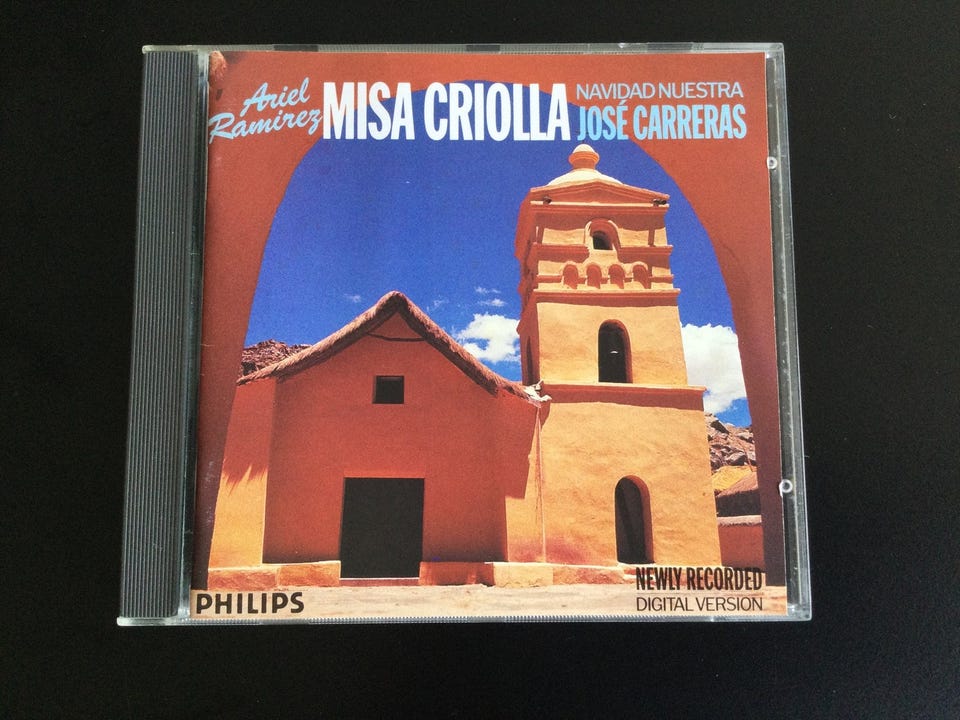 Ariel
Ramirez
MISA CRIOLLA
NAVIDAD NUESTRA
JOSÉ CARRERAS
NEWLY RECORDED
DIGITAL VERSION
PHILIPS